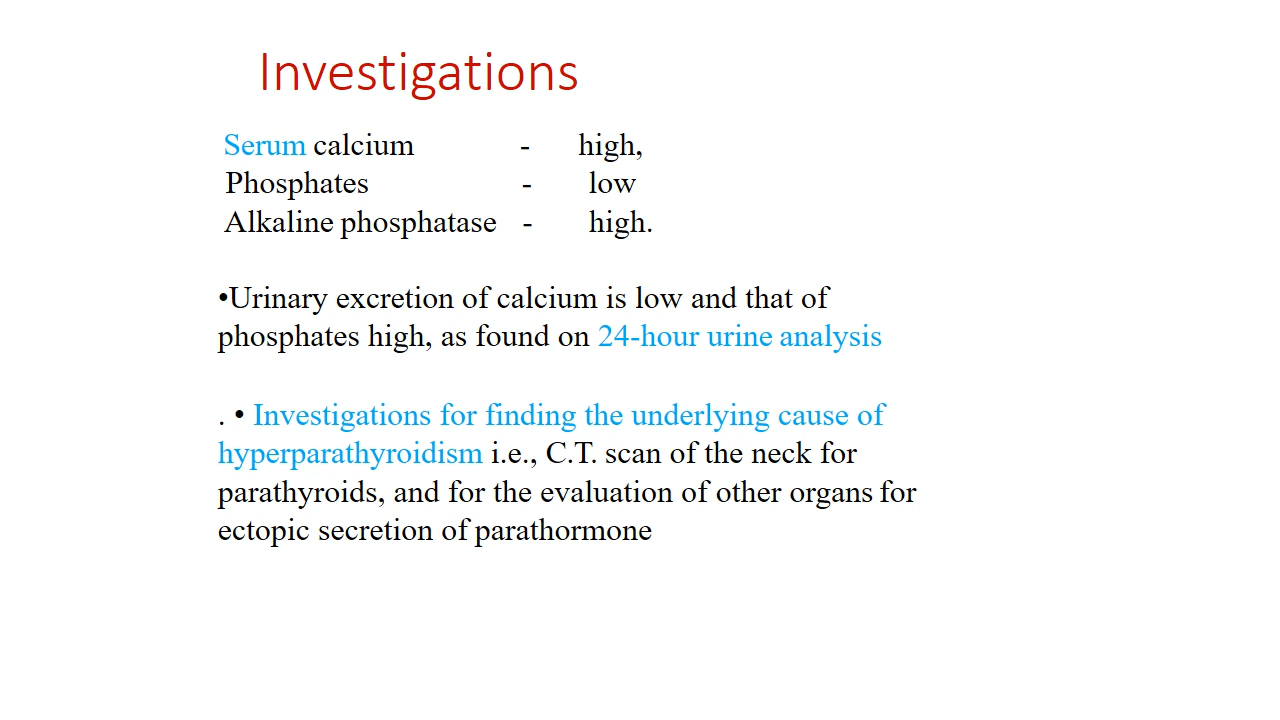 Investigations
Serum calcium - high,
Phosphates - low
Alkaline phosphatase - high.
•Urinary excretion of calcium is low and that of
phosphates high, as found on 24-hour urine analysis
. • Investigations for finding the underlying cause of
hyperparathyroidism i.e., C.T. scan of the neck for
parathyroids, and for the evaluation of other organs for
ectopic secretion of parathormone